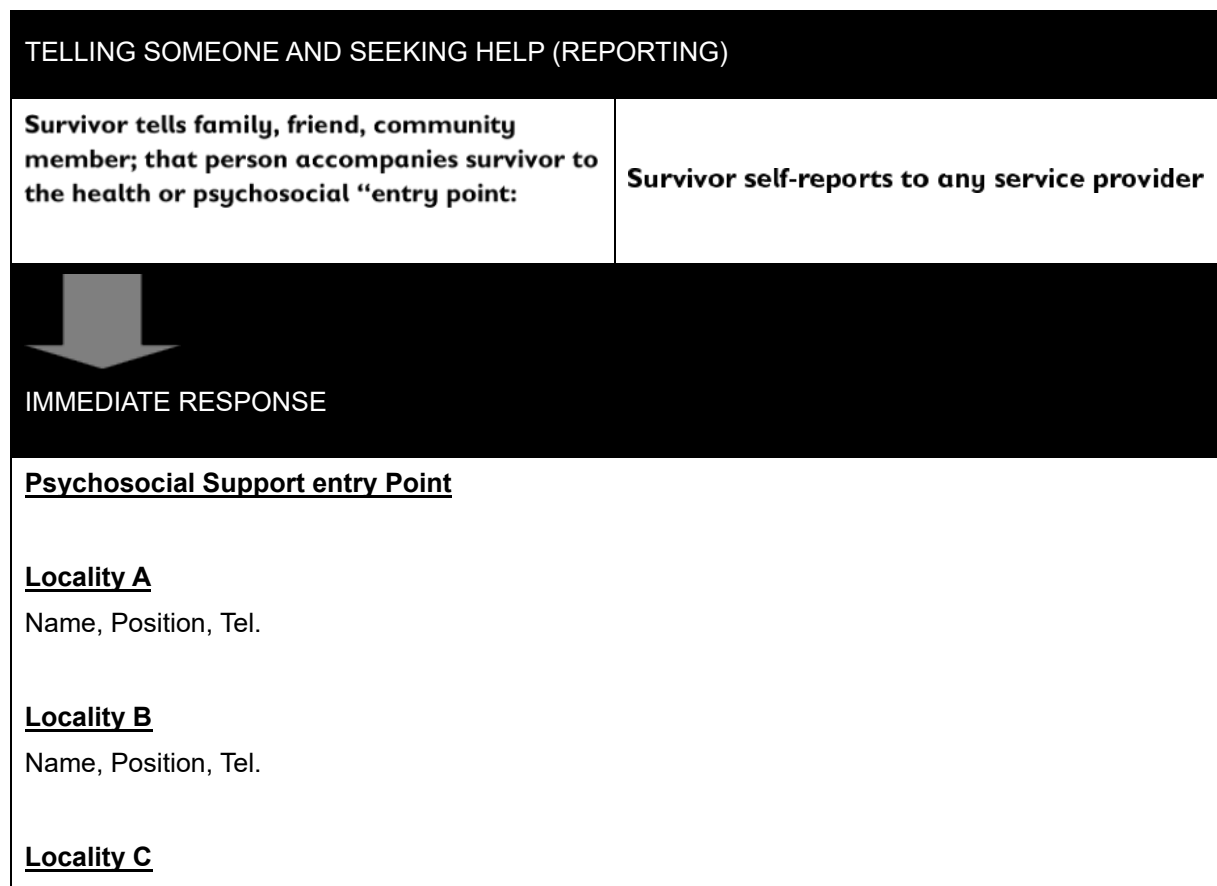 TELLING SOMEONE AND SEEKING HELP (REPORTING)
Survivor tells family, friend, community
member; that person accompanies survivor to
the health or psychosocial “entry point:
Survivor self-reports to any service provider
IMMEDIATE RESPONSE
Psychosocial Support entry Point
Locality A
Name, Position, Tel.
Locality B
Name, Position, Tel.
Locality C